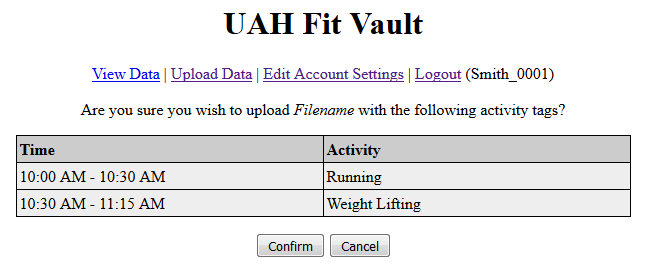 UAH Fit Vault
View Data | Upload Data | Edit Account Settings | Logout (Smith_0001)
Are you sure you wish to upload Filename with the following activity tags?
Time Activity
10:00 AM - 10:30 AM Running
10:30 AM - 11:15 AM Weight Lifting
Confirm Cancel